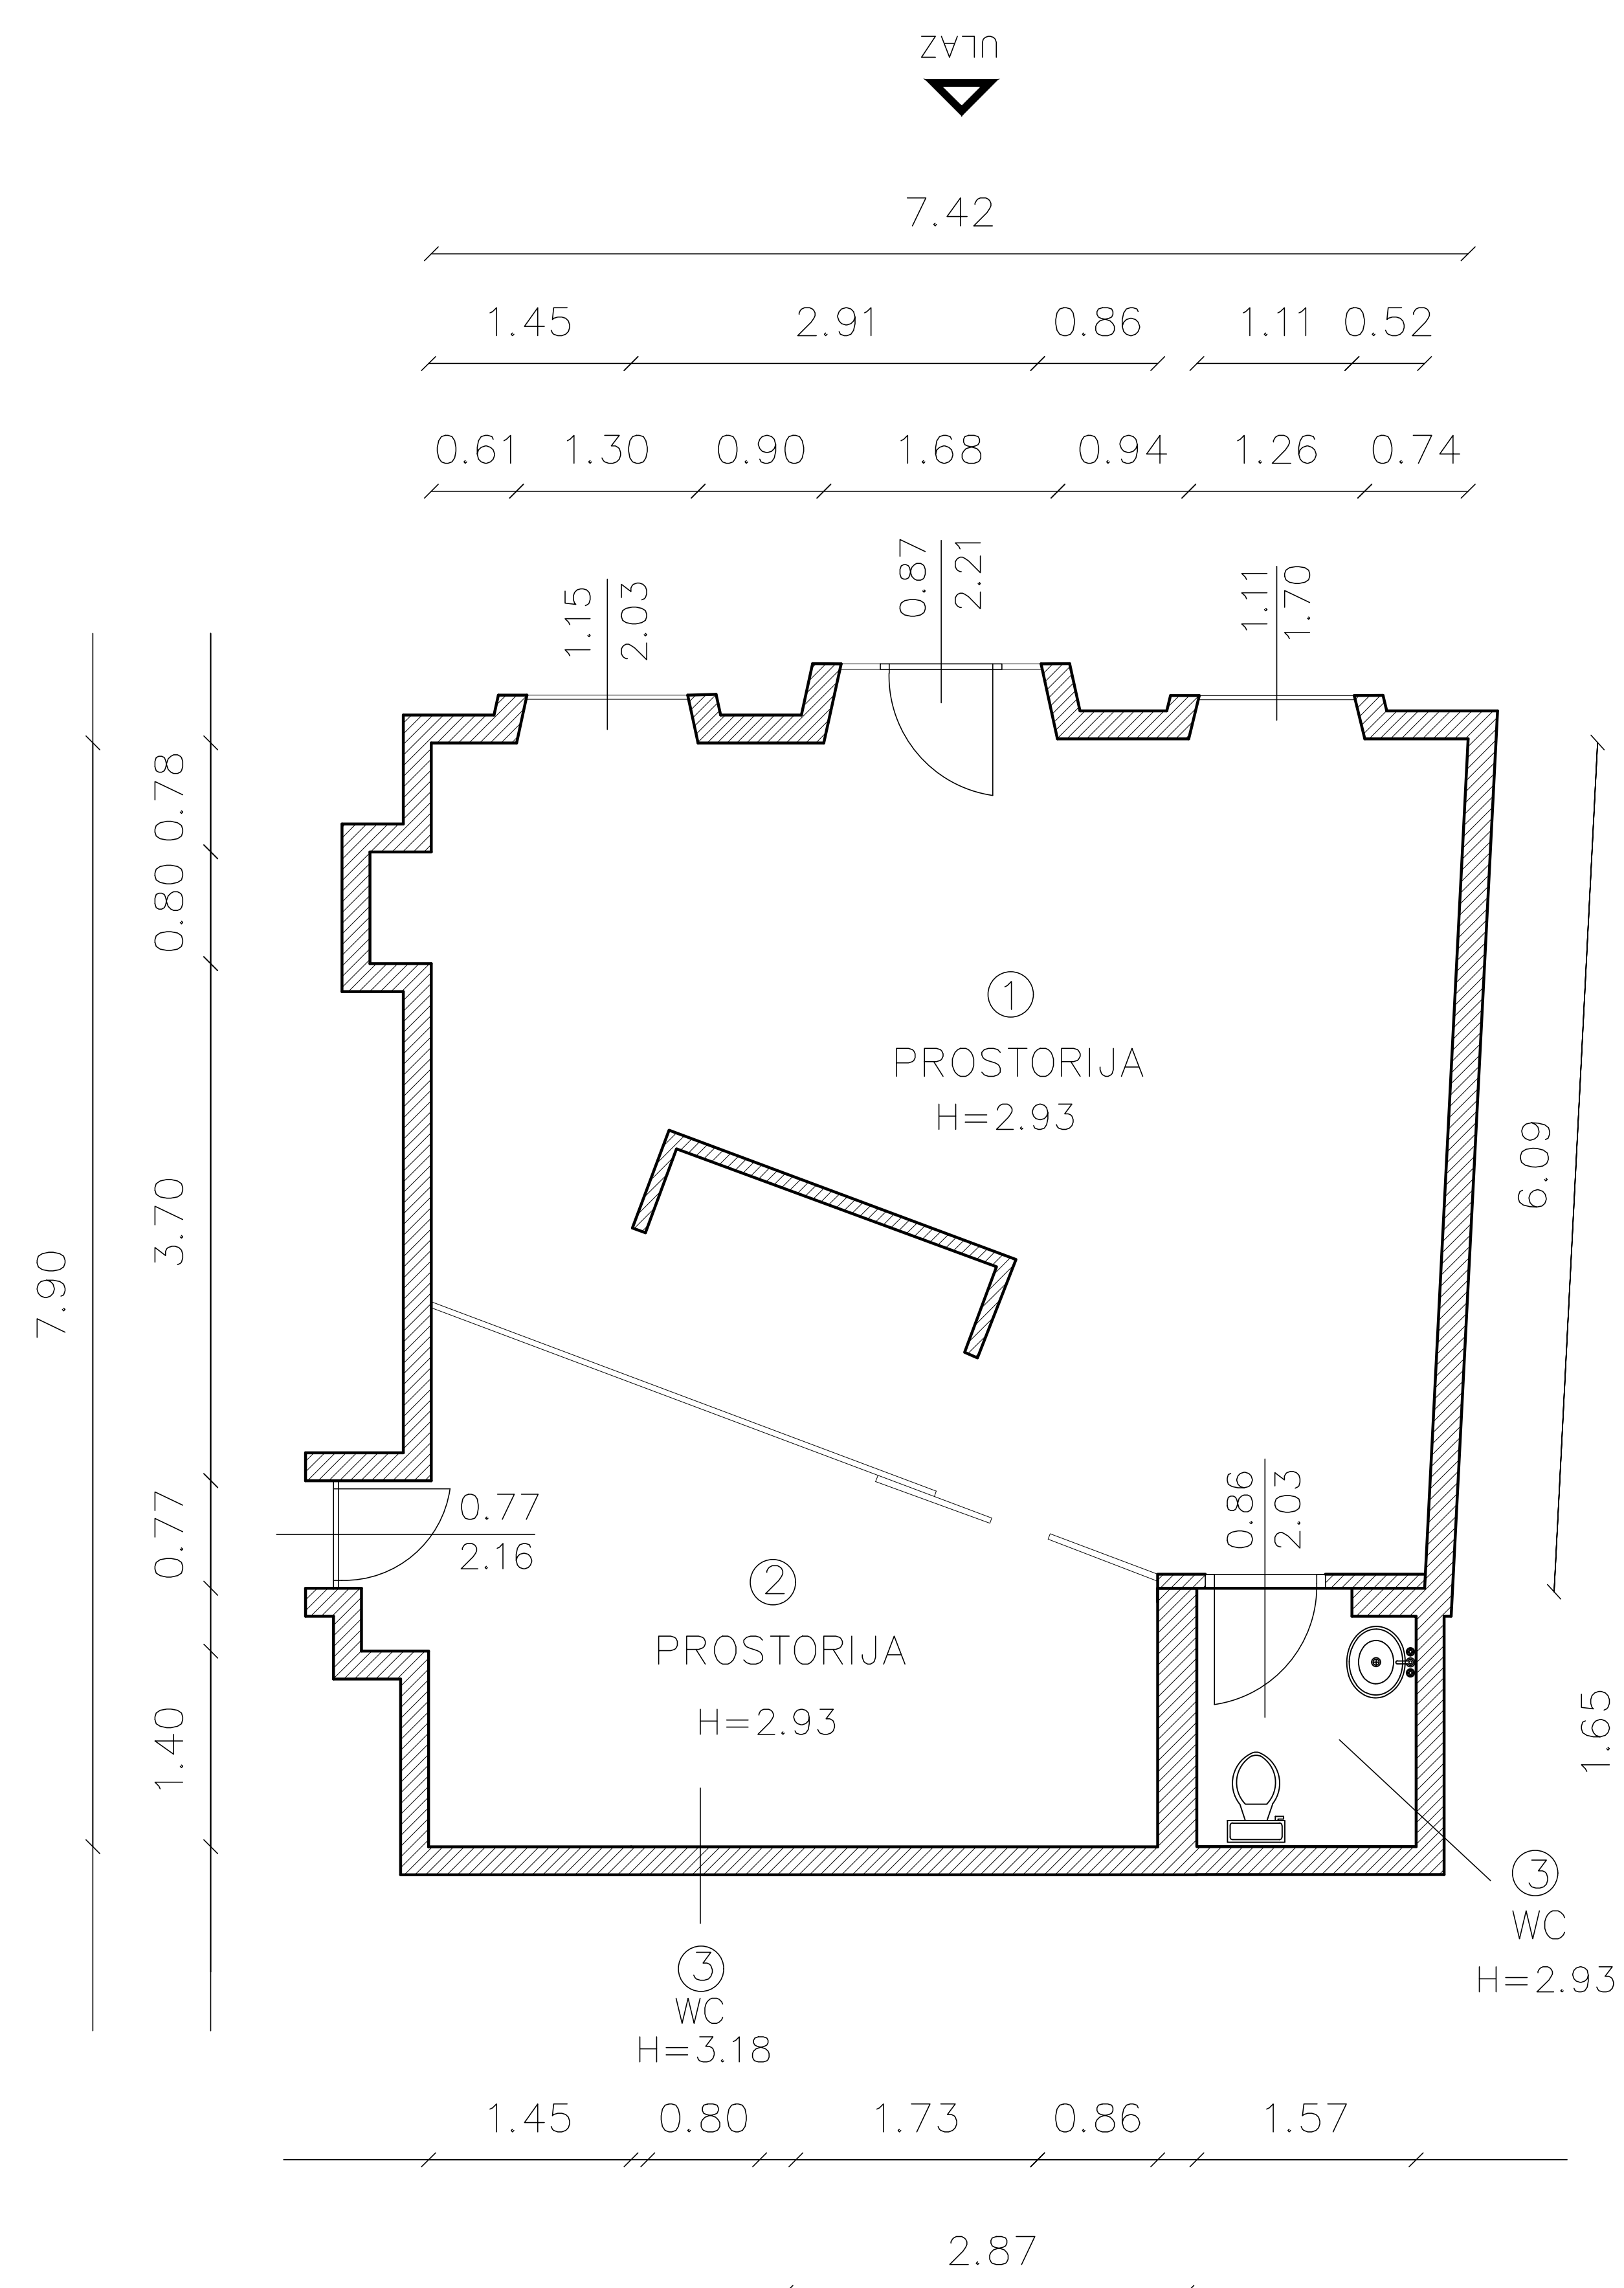 ULAZ
7.42
1.45 2.91 0.86 1.11 0.52
0.61 1.30 0.90 1.68 0.94 1.26 0.74
1.15
2.03
0.87
2.21
1.11
1.70
0.78
0.80
3.70
7.90
0.77
1.40
6.09
1.65
1
PROSTORIJA
H=2.93
0.77
2.16
0.86
2.03
2
PROSTORIJA
H=2.93
3
WC
H=2.93
3
WC
H=3.18
1.45 0.80 1.73 0.86 1.57
2.87